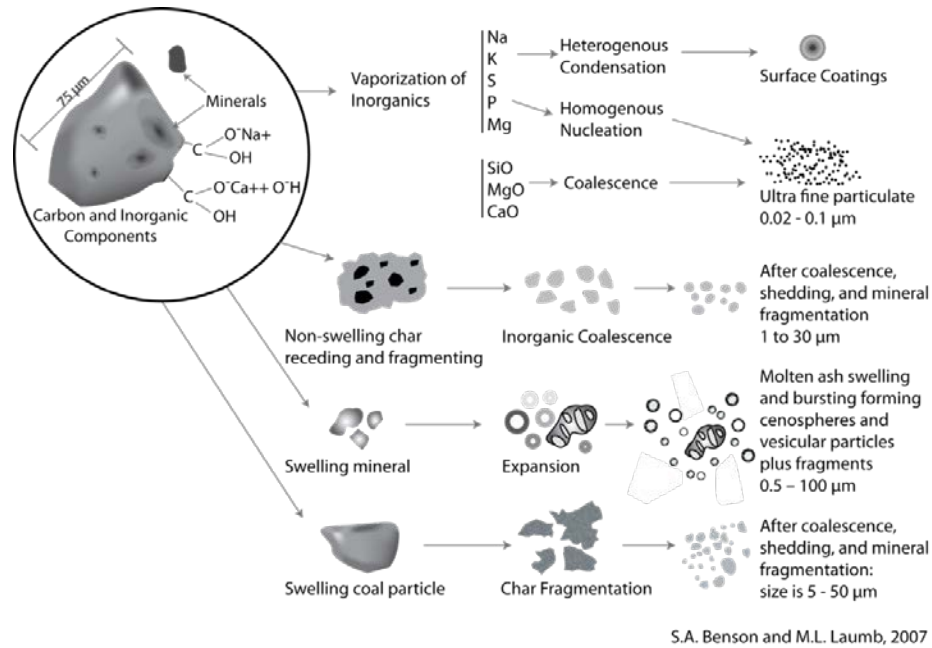 75 µm
Minerals
O⁻Na+
C
OH
O⁻Ca++ O⁻H
C
OH
Carbon and Inorganic
Components
Vaporization of
Inorganics
Na
K
S
P
Mg
Heterogenous
Condensation
Surface Coatings
Homogenous
Nucleation
SiO
MgO
CaO
Coalescence
Ultra fine particulate
0.02 - 0.1 µm
Non-swelling char
receding and fragmenting
Inorganic Coalescence
After coalescence,
shedding, and mineral
fragmentation
1 to 30 µm
Swelling mineral
Expansion
Molten ash swelling
and bursting forming
cenospheres and
vesicular particles
plus fragments
0.5 – 100 µm
Swelling coal particle
Char Fragmentation
After coalescence,
shedding, and mineral
fragmentation:
size is 5 - 50 µm
S.A. Benson and M.L. Laumb, 2007